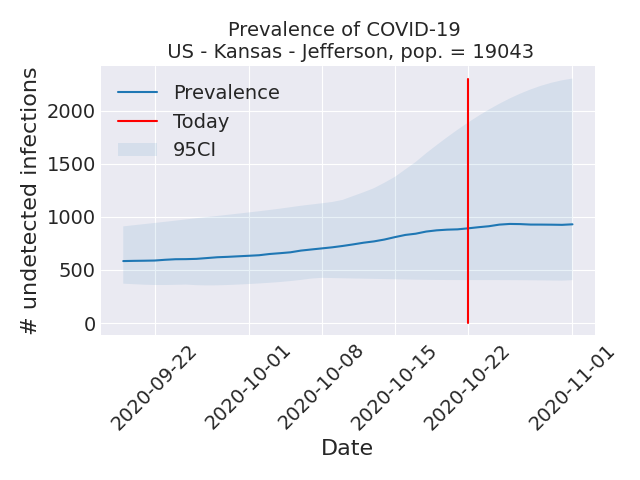 Prevalence of COVID-19
US - Kansas - Jefferson, pop. = 19043
# undetected infections
2000
1500
1000
500
0
Prevalence
Today
95CI
2020-09-22
2020-10-01
2020-10-08
2020-10-15
2020-10-22
2020-11-01
Date